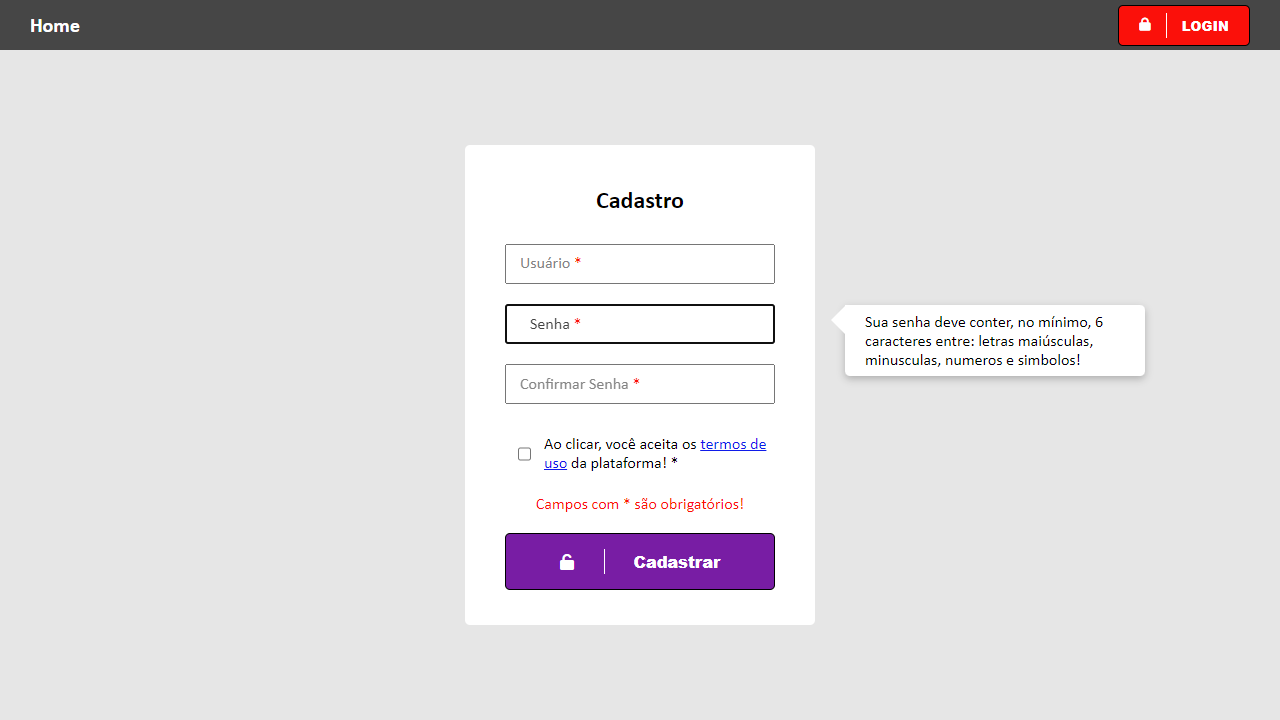 Home
LOGIN
Cadastro
Usuário *
Senha *
Sua senha deve conter, no mínimo, 6
caracteres entre: letras maiúsculas,
minusculas, numeros e simbolos!
Confirmar Senha *
Ao clicar, você aceita os termos de
uso da plataforma! *
Campos com * são obrigatórios!
Cadastrar